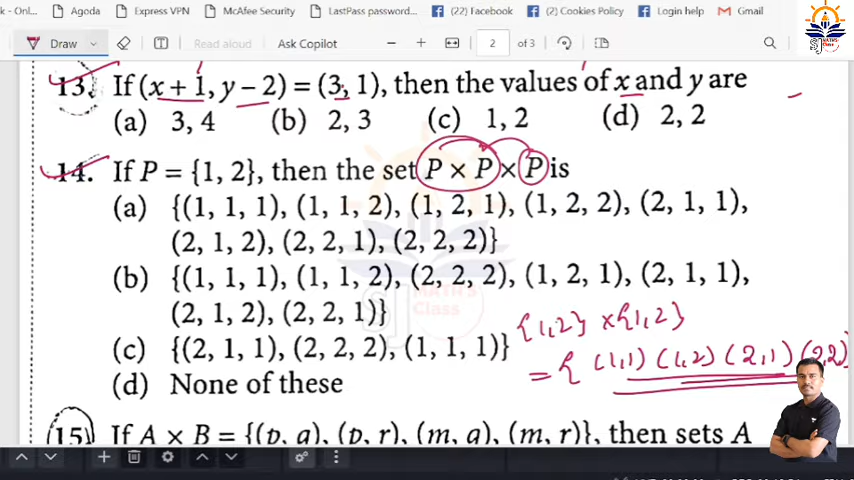 k - Onl... Agoda Express VPN McAfee Security LastPass password... (22) Facebook (2) Cookies Policy Login help Gmail
Draw Read aloud Ask Copilot 2 of 3
13. If (x + 1, y − 2) = (3, 1), then the values of x and y are
(a) 3, 4 (b) 2, 3 (c) 1, 2 (d) 2, 2
14. If P = {1, 2}, then the set P × P × P is
(a) {(1, 1, 1), (1, 1, 2), (1, 2, 1), (1, 2, 2), (2, 1, 1),
(2, 1, 2), (2, 2, 1), (2, 2, 2)}
(b) {(1, 1, 1), (1, 1, 2), (2, 2, 2), (1, 2, 1), (2, 1, 1),
(2, 1, 2), (2, 2, 1)}
{1,2} × {1,2}
(c) {(2, 1, 1), (2, 2, 2), (1, 1, 1)}
= { (1,1) (1,2) (2,1) (2,2)
(d) None of these
15. If A × B = {(p, q), (p, r), (m, q), (m, r)}, then sets A
SJ MATH'S Class